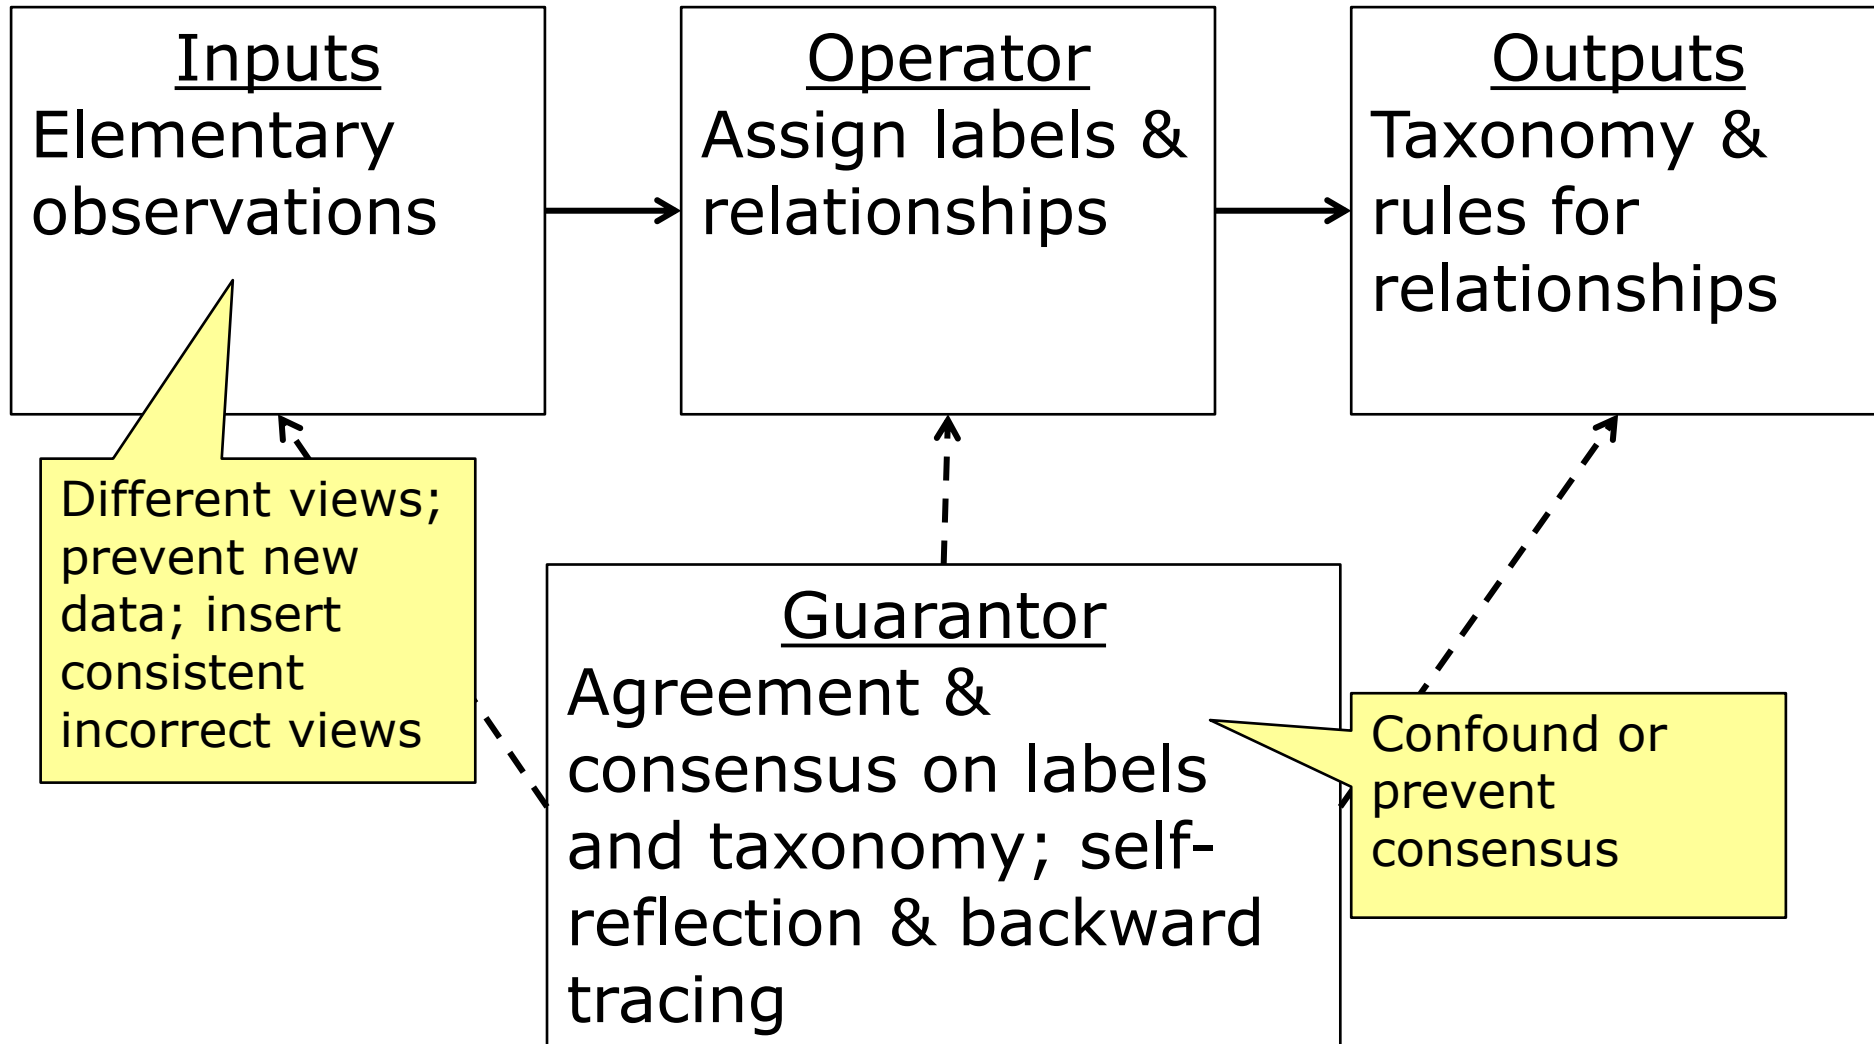 Inputs
Elementary
observations
Operator
Assign labels &
relationships
Outputs
Taxonomy &
rules for
relationships
Different views;
prevent new
data; insert
consistent
incorrect views
Guarantor
Agreement &
consensus on labels
and taxonomy; self-
reflection & backward
tracing
Confound or
prevent
consensus